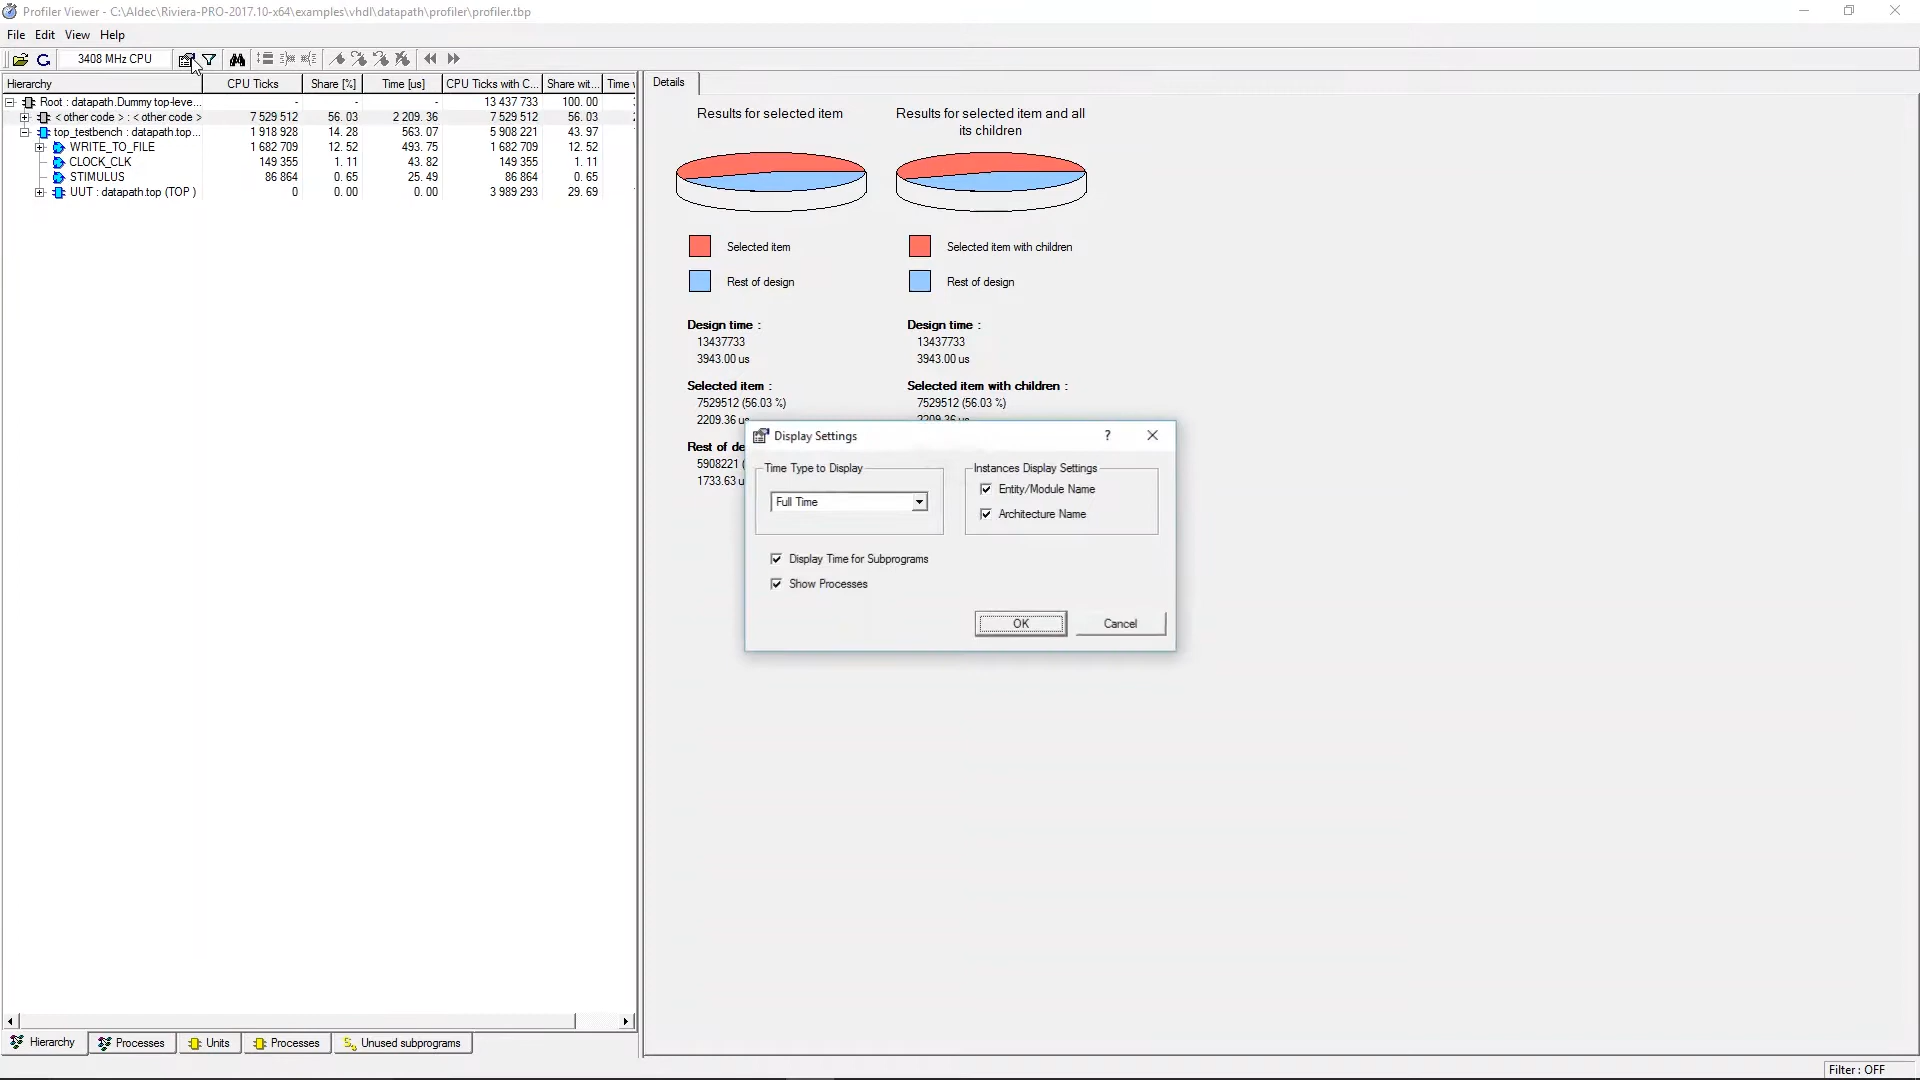 Profiler Viewer - C:\Aldec\Riviera-PRO-2017.10-x64\examples\vhdl\datapath\profiler\profiler.tbp
File Edit View Help
3408 MHz CPU
Hierarchy CPU Ticks Share [%] Time [us] CPU Ticks with C... Share wit... Time
Root : datapath.Dummy top-leve... - - - 13 437 733 100. 00
< other code > : < other code > 7 529 512 56. 03 2 209. 36 7 529 512 56. 03
top_testbench : datapath.top... 1 918 928 14. 28 563. 07 5 908 221 43. 97
WRITE_TO_FILE 1 682 709 12. 52 493. 75 1 682 709 12. 52
CLOCK_CLK 149 355 1. 11 43. 82 149 355 1. 11
STIMULUS 86 864 0. 65 25. 49 86 864 0. 65
UUT : datapath.top (TOP ) 0 0. 00 0. 00 3 989 293 29. 69
Hierarchy Processes Units Processes Unused subprograms
Details
Results for selected item
Selected item
Rest of design
Design time :
13437733
3943.00 us
Selected item :
7529512 (56.03 %)
2209.36 us
Rest of de
5908221 (
1733.63 u
Results for selected item and all
its children
Selected item with children
Rest of design
Design time :
13437733
3943.00 us
Selected item with children :
7529512 (56.03 %)
2209.36 us
Display Settings ?
Time Type to Display
Full Time
Instances Display Settings
Entity/Module Name
Architecture Name
Display Time for Subprograms
Show Processes
OK Cancel
Filter : OFF